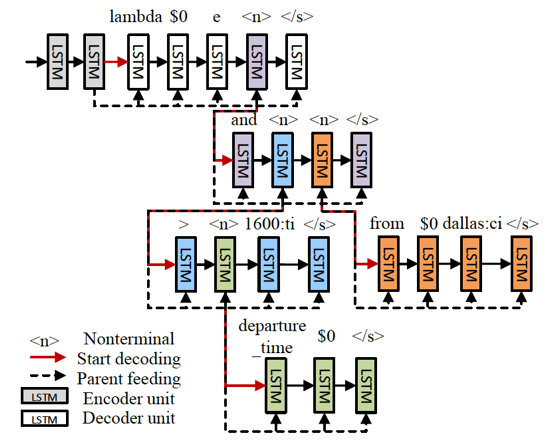 lambda $0 e <n> </s>
LSTM LSTM LSTM LSTM LSTM LSTM LSTM
and <n> <n> </s>
LSTM LSTM LSTM LSTM
> <n> 1600:ti </s> from $0 dallas:ci </s>
LSTM LSTM LSTM LSTM LSTM LSTM LSTM LSTM
departure
_time $0 </s>
LSTM LSTM LSTM
<n> Nonterminal
Start decoding
Parent feeding
LSTM Encoder unit
LSTM Decoder unit